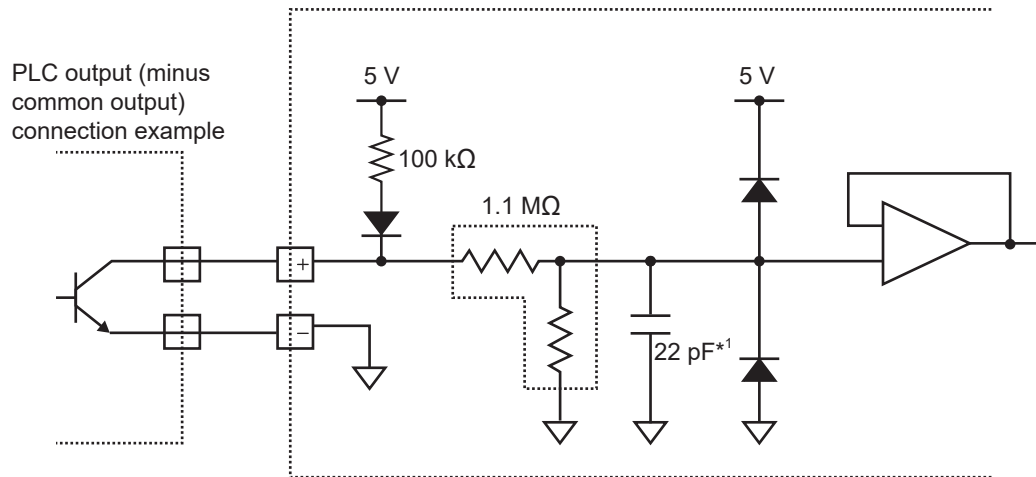 PLC output (minus
common output)
connection example
5 V
5 V
100 kΩ
1.1 MΩ
+
−
22 pF*1